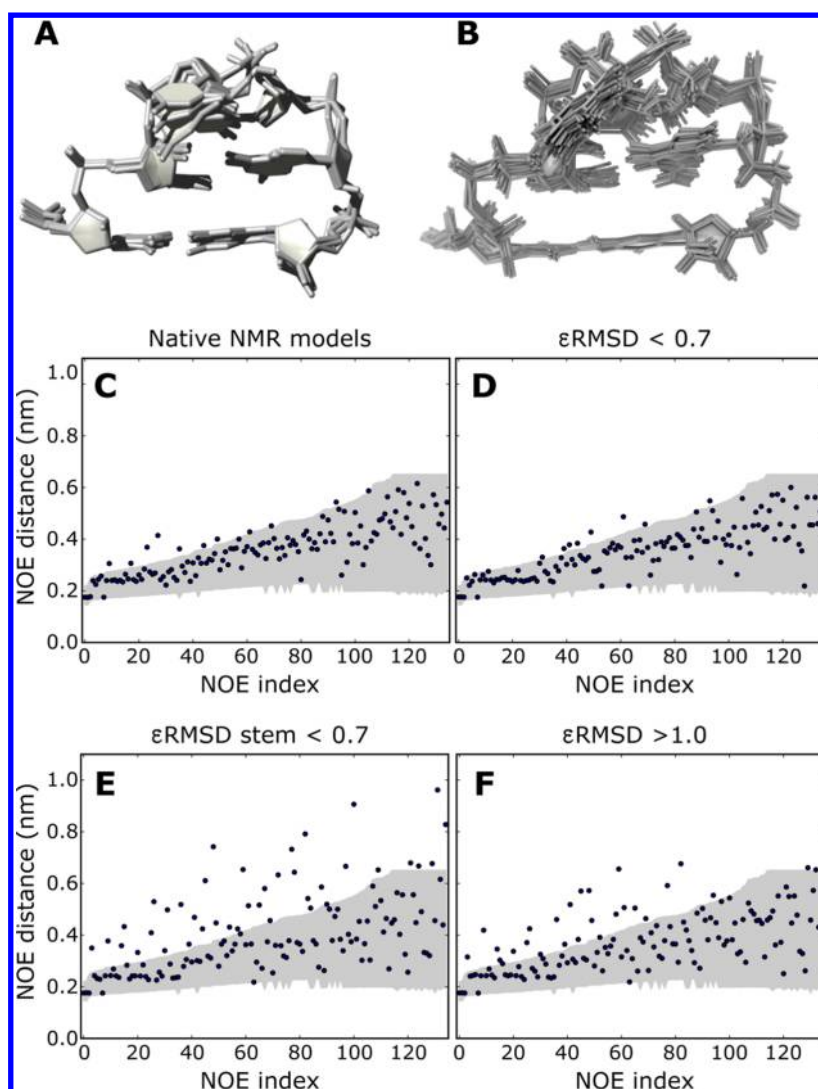 A B
Native NMR models εRMSD < 0.7
C D
1.0
0.8
0.6
0.4
0.2
0.0
NOE distance (nm)
0 20 40 60 80 100 120 0 20 40 60 80 100 120
NOE index NOE index
εRMSD stem < 0.7 εRMSD >1.0
E F
1.0
0.8
0.6
0.4
0.2
0.0
NOE distance (nm)
0 20 40 60 80 100 120 0 20 40 60 80 100 120
NOE index NOE index